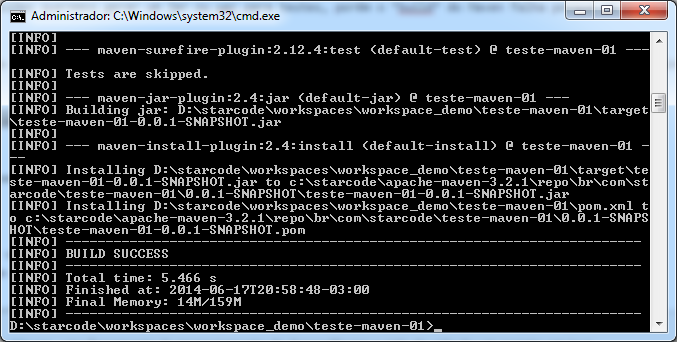 Administrador: C:\Windows\system32\cmd.exe
[INFO]
[INFO] --- maven-surefire-plugin:2.12.4:test (default-test) @ teste-maven-01 ---
[INFO]
[INFO] Tests are skipped.
[INFO]
[INFO] --- maven-jar-plugin:2.4:jar (default-jar) @ teste-maven-01 ---
[INFO] Building jar: D:\starcode\workspaces\workspace_demo\teste-maven-01\target
\teste-maven-01-0.0.1-SNAPSHOT.jar
[INFO]
[INFO] --- maven-install-plugin:2.4:install (default-install) @ teste-maven-01 -
--
[INFO] Installing D:\starcode\workspaces\workspace_demo\teste-maven-01\target\te
ste-maven-01-0.0.1-SNAPSHOT.jar to c:\starcode\apache-maven-3.2.1\repo\br\com\st
arcode\teste-maven-01\0.0.1-SNAPSHOT\teste-maven-01-0.0.1-SNAPSHOT.jar
[INFO] Installing D:\starcode\workspaces\workspace_demo\teste-maven-01\pom.xml t
o c:\starcode\apache-maven-3.2.1\repo\br\com\starcode\teste-maven-01\0.0.1-SNAPS
HOT\teste-maven-01-0.0.1-SNAPSHOT.pom
[INFO] ------------------------------------------------------------------------
[INFO] BUILD SUCCESS
[INFO] ------------------------------------------------------------------------
[INFO] Total time: 5.466 s
[INFO] Finished at: 2014-06-17T20:58:48-03:00
[INFO] Final Memory: 14M/159M
[INFO] ------------------------------------------------------------------------
D:\starcode\workspaces\workspace_demo\teste-maven-01>_